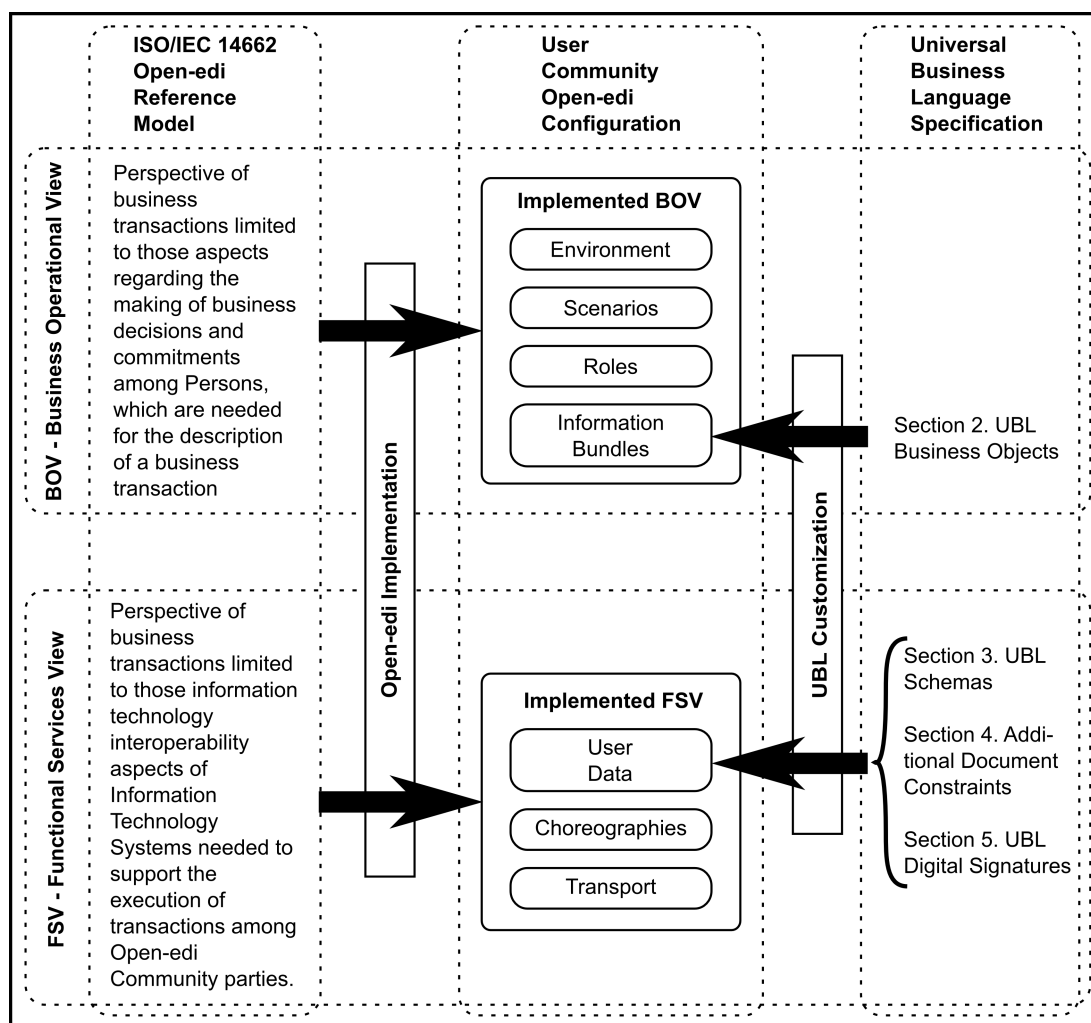 ISO/IEC 14662
Open-edi
Reference
Model
User
Community
Open-edi
Configuration
Universal
Business
Language
Specification
BOV - Business Operational View
Perspective of
business
transactions limited
to those aspects
regarding the
making of business
decisions and
commitments
among Persons,
which are needed
for the description
of a business
transaction
Open-edi Implementation
Implemented BOV
Environment
Scenarios
Roles
Information
Bundles
UBL Customization
Section 2. UBL
Business Objects
FSV - Functional Services View
Perspective of
business
transactions limited
to those information
technology
interoperability
aspects of
Information
Technology
Systems needed to
support the
execution of
transactions among
Open-edi
Community parties.
Implemented FSV
User
Data
Choreographies
Transport
Section 3. UBL
Schemas
Section 4. Addi-
tional Document
Constraints
Section 5. UBL
Digital Signatures